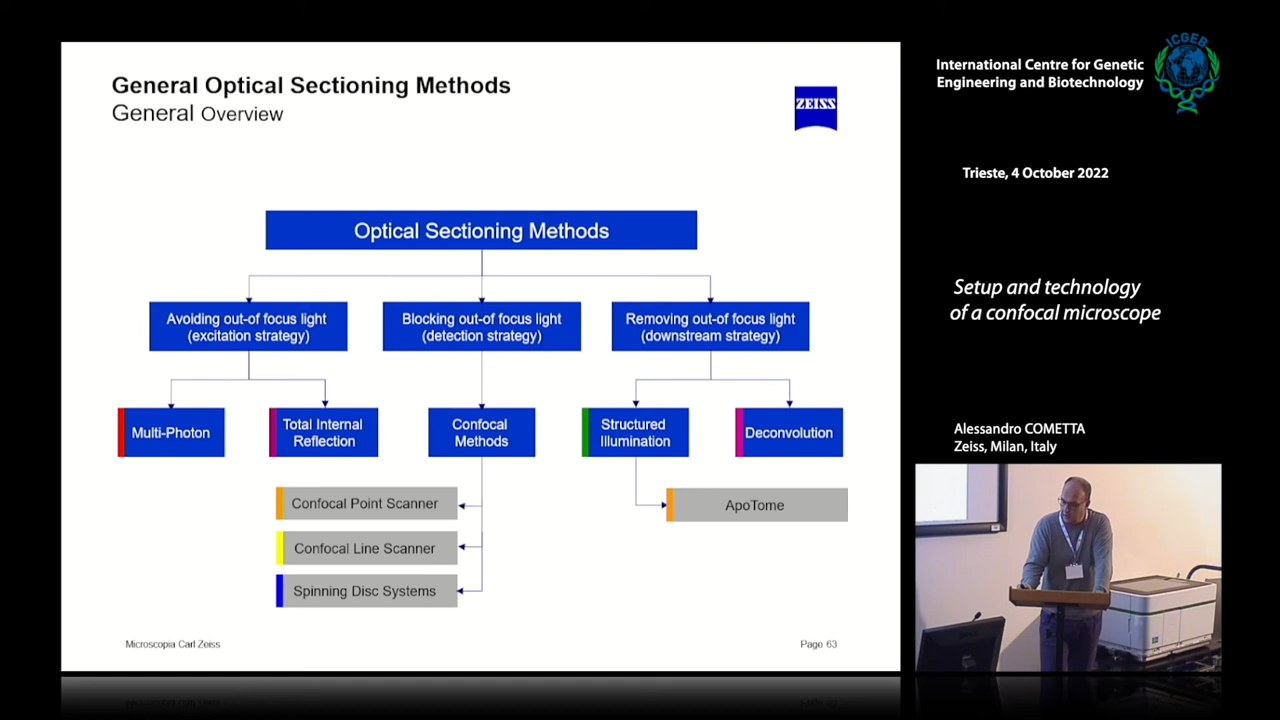 General Optical Sectioning Methods
General Overview
ZEISS
Optical Sectioning Methods
Avoiding out-of focus light
(excitation strategy)
Blocking out-of focus light
(detection strategy)
Removing out-of focus light
(downstream strategy)
Multi-Photon
Total Internal
Reflection
Confocal
Methods
Structured
Illumination
Deconvolution
Confocal Point Scanner
Confocal Line Scanner
Spinning Disc Systems
ApoTome
Microscopia Carl Zeiss
Page 63
International Centre for Genetic
Engineering and Biotechnology
ICGEB
Trieste, 4 October 2022
Setup and technology
of a confocal microscope
Alessandro COMETTA
Zeiss, Milan, Italy